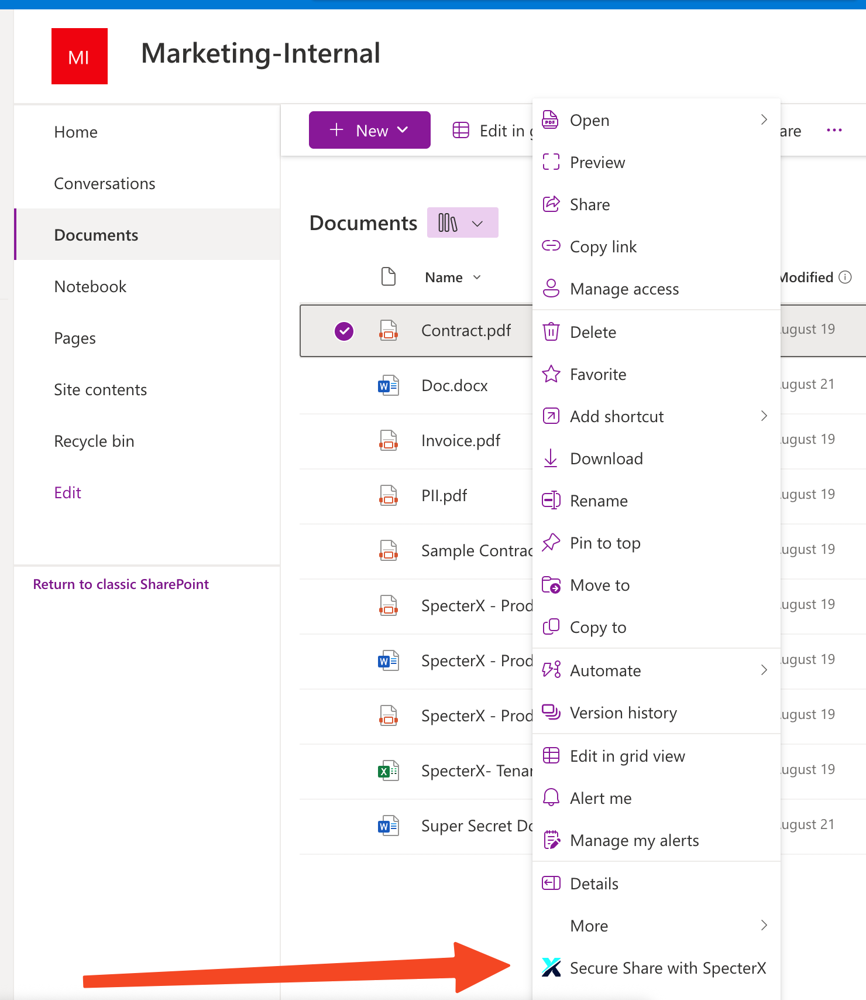 MI
Marketing-Internal
Home
Conversations
Documents
Notebook
Pages
Site contents
Recycle bin
Edit
Return to classic SharePoint
New
Edit in
are
Documents
Name
Modified
Contract.pdf
ugust 19
Doc.docx
ugust 21
Invoice.pdf
ugust 19
PII.pdf
ugust 19
Sample Contrac
ugust 19
SpecterX - Prod
ugust 19
SpecterX - Prod
ugust 19
SpecterX - Prod
ugust 19
SpecterX- Tenan
ugust 19
Super Secret Do
ugust 21
PDF
Open
Preview
Share
Copy link
Manage access
Delete
Favorite
Add shortcut
Download
Rename
Pin to top
Move to
Copy to
Automate
Version history
Edit in grid view
Alert me
Manage my alerts
Details
More
Secure Share with SpecterX